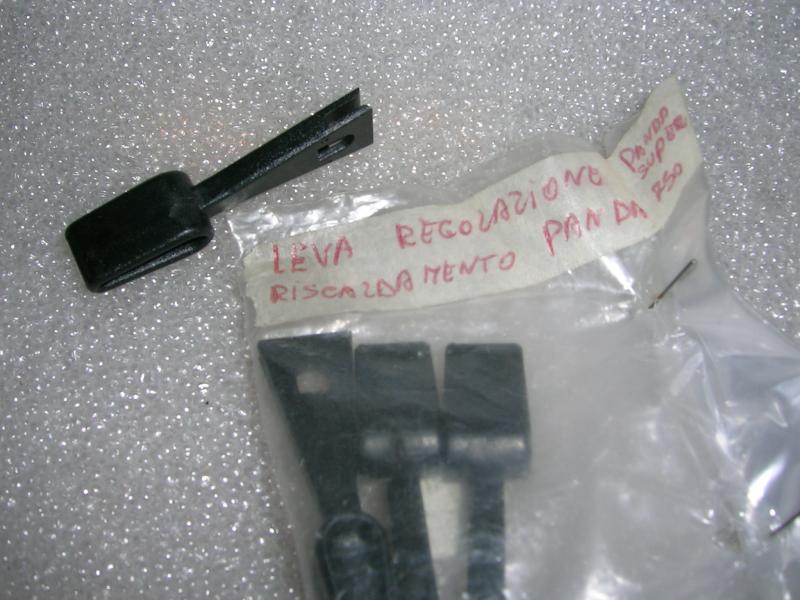 LEVA REGOLAZIONE
RISCALDAMENTO PANDA 750
PANDA
SUPER